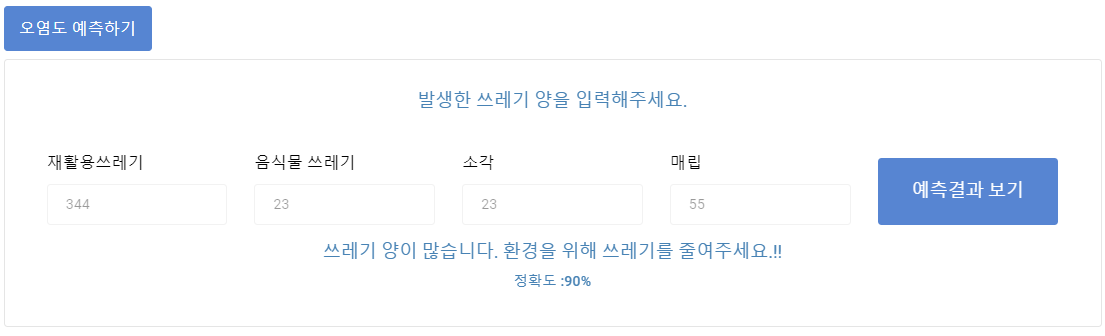 오염도 예측하기
발생한 쓰레기 양을 입력해주세요.
재활용쓰레기 음식물 쓰레기 소각 매립
344 23 23 55 예측결과 보기
쓰레기 양이 많습니다. 환경을 위해 쓰레기를 줄여주세요.!!
정확도 :90%